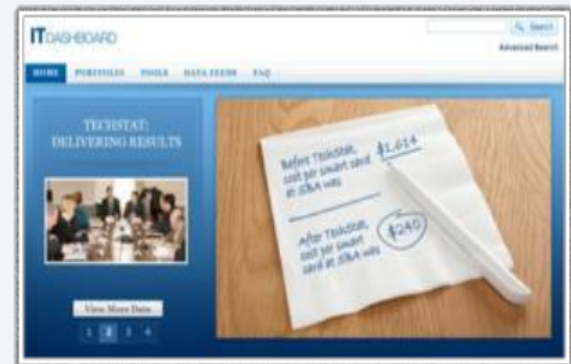 Search
IT DASHBOARD
Advanced Search
HOME PORTFOLIO TOOLS DATA FEEDS FAQ
TECHSTAT:
DELIVERING RESULTS
Before TechStat,
cost per smart card
at SBA was
$1,614
After TechStat,
cost per smart
card at SBA was
$240
View More Data
1 2 3 4